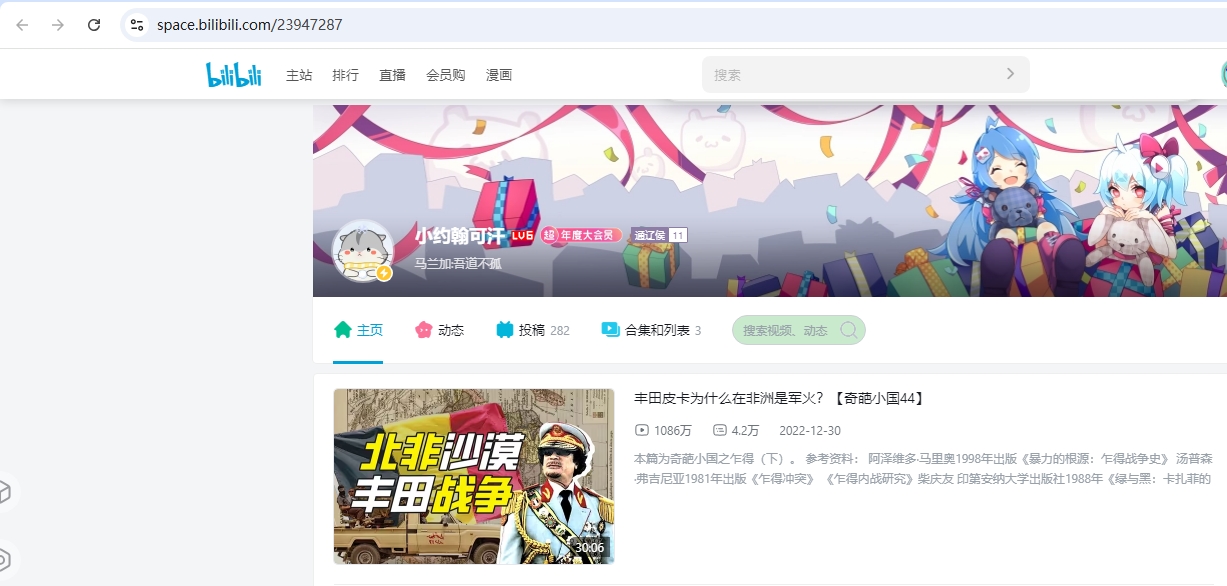 space.bilibili.com/23947287
bilibili 主站 排行 直播 会员购 漫画 搜索
小约翰可汗 LV6 超 年度大会员 逼辽侯 11
马兰加:吾道不孤
主页 动态 投稿 282 合集和列表 3 搜索视频、动态
北非沙漠
丰田战争
30:06
丰田皮卡为什么在非洲是军火？【奇葩小国44】
1086万 4.2万 2022-12-30
本篇为奇葩小国之乍得（下）。 参考资料： 阿泽维多·马里奥1998年出版《暴力的根源：乍得战争史》 汤普森
·弗吉尼亚1981年出版《乍得冲突》 《乍得内战研究》柴庆友 印第安纳大学出版社1988年《绿与黑：卡扎菲的